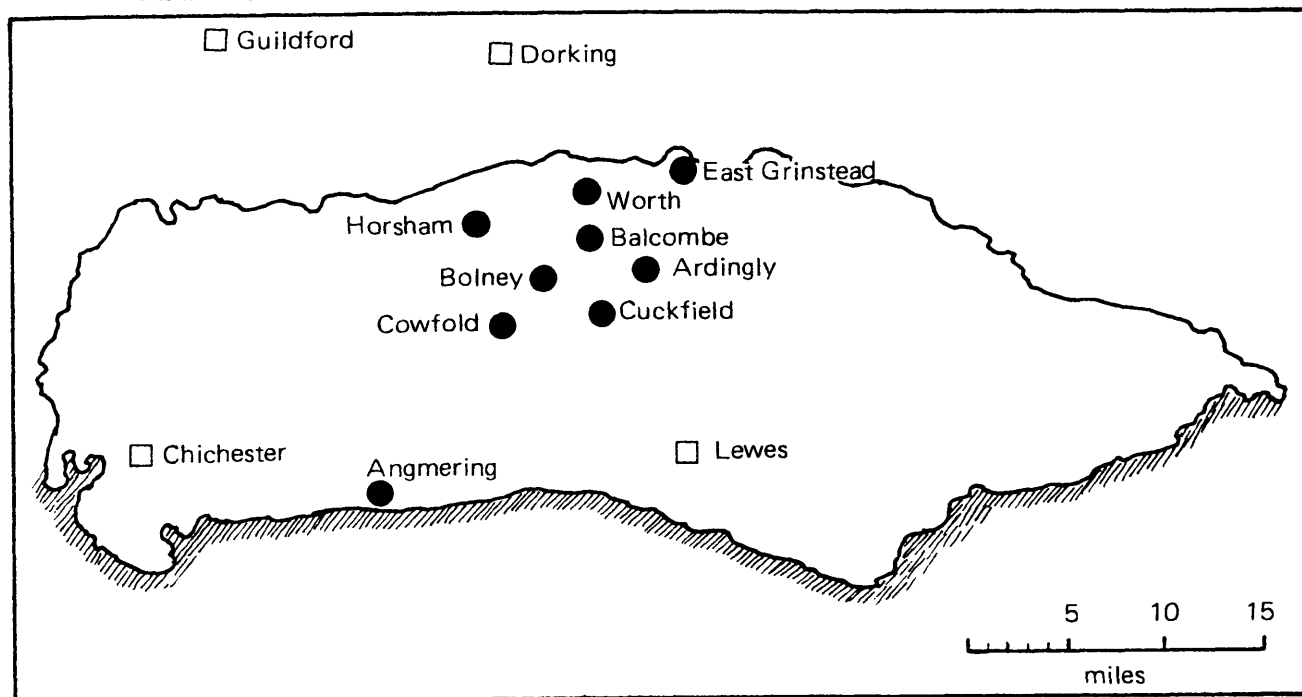 Guildford
Dorking
East Grinstead
Worth
Horsham
Balcombe
Ardingly
Bolney
Cuckfield
Cowfold
Chichester
Angmering
Lewes
5 10 15
miles